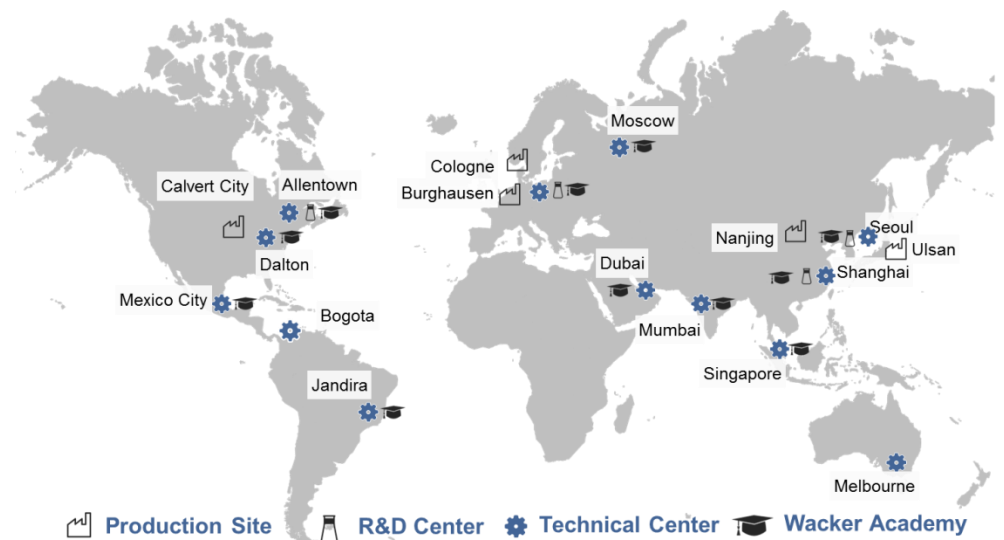 Moscow
Cologne
Calvert City
Allentown
Burghausen
Seoul
Nanjing
Ulsan
Dubai
Dalton
Shanghai
Mexico City
Bogota
Mumbai
Singapore
Jandira
Melbourne
Production Site
R&D Center
Technical Center
Wacker Academy